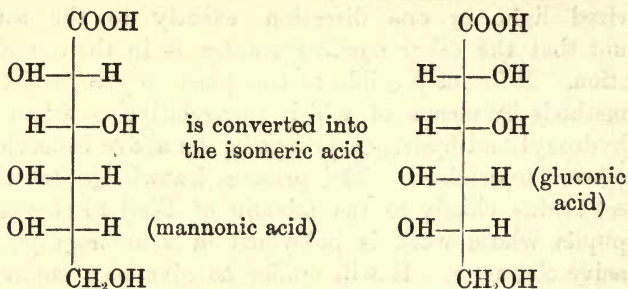 COOH COOH
OH H H OH
H OH is converted into H OH
the isomeric acid
OH H OH H (gluconic
acid)
OH H (mannonic acid) OH H
CH₂OH CH₂OH